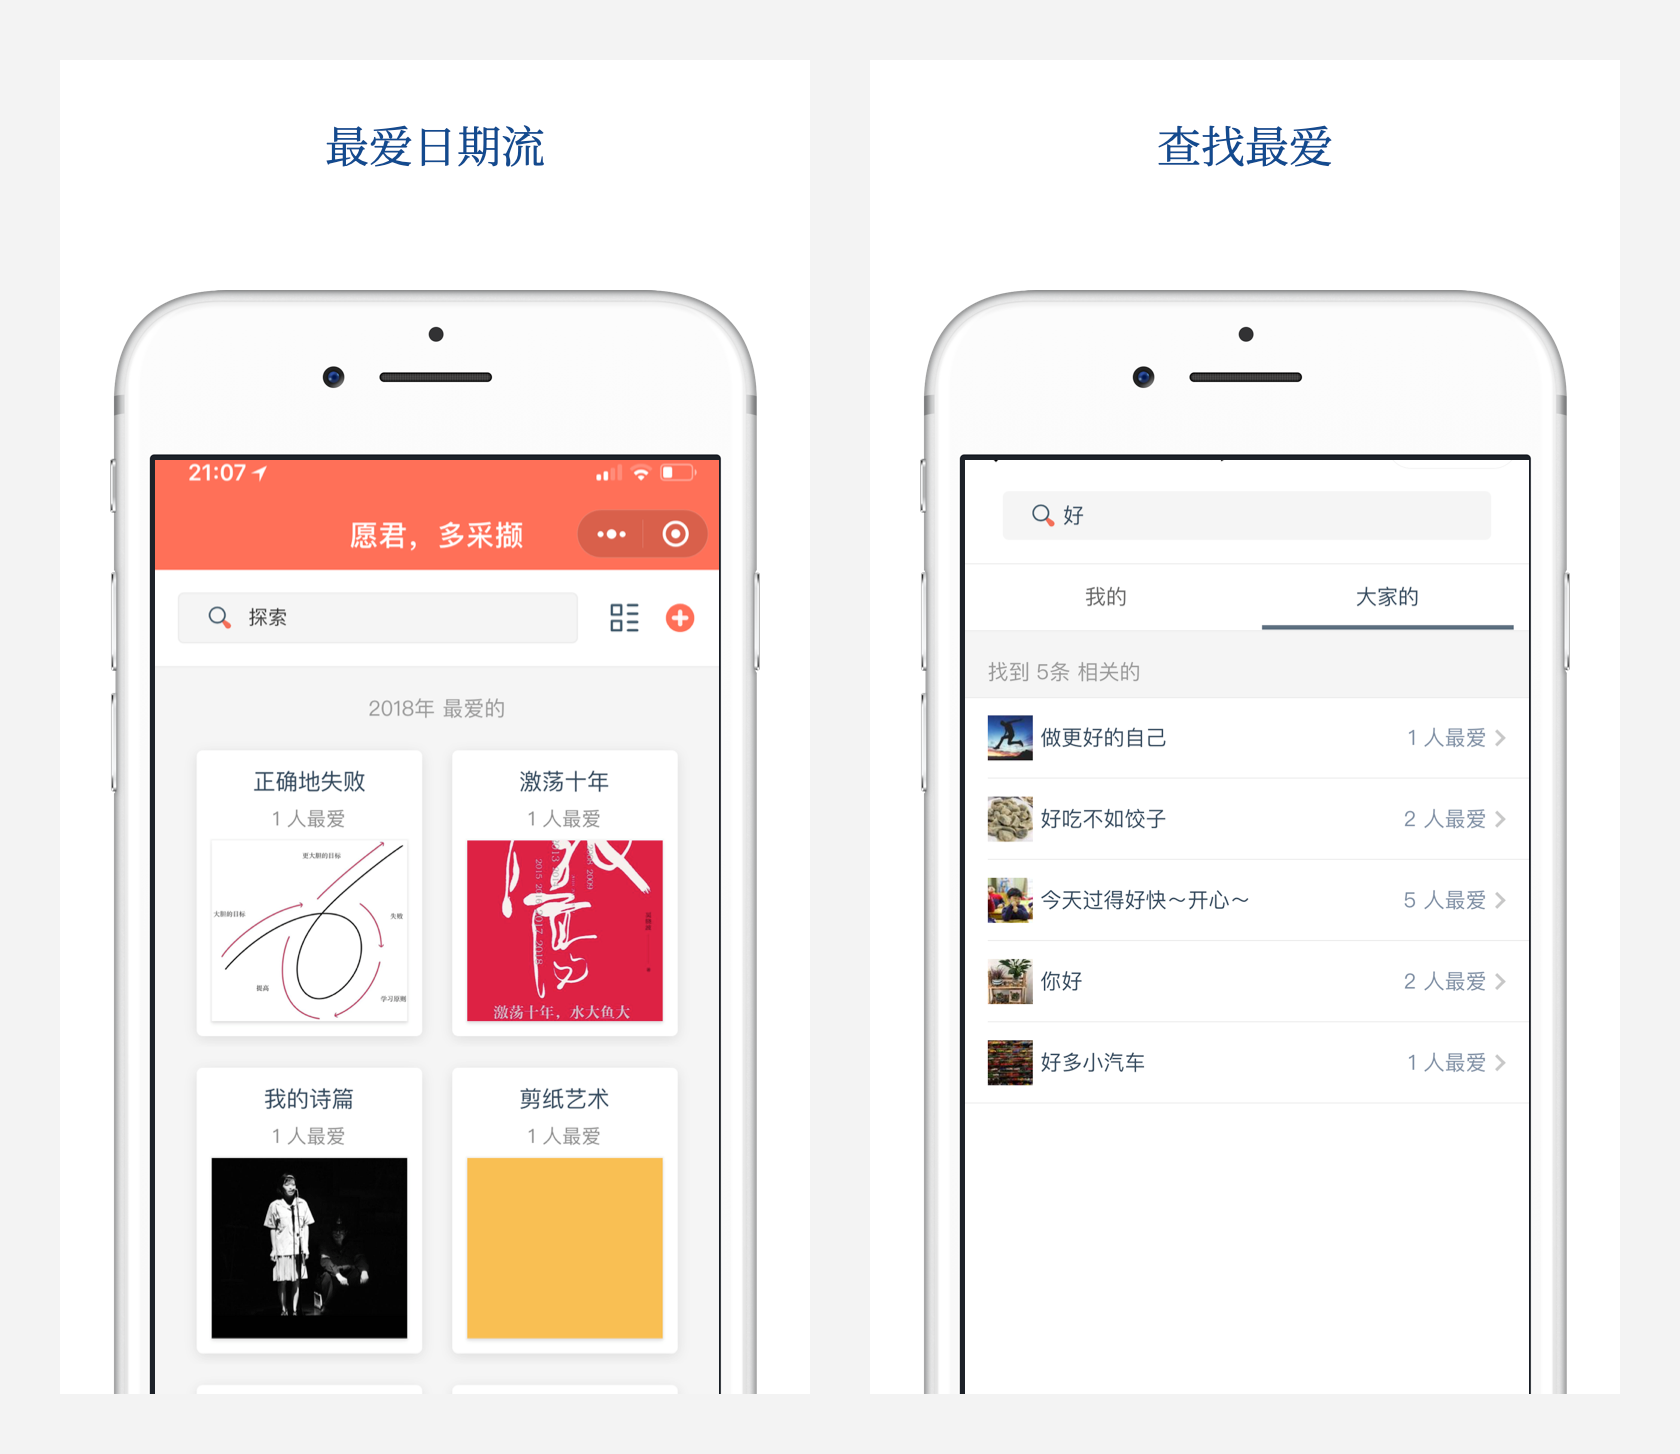 最爱日期流
21:07
愿君，多采撷
探索
2018年 最爱的
正确地失败
1 人最爱
更大胆的目标
大胆的目标
失败
提高
学习原则
激荡十年
1 人最爱
2015 2016 2017 2018
激荡十年，水大鱼大
我的诗篇
1 人最爱
剪纸艺术
1 人最爱
查找最爱
好
我的
大家的
找到 5条 相关的
做更好的自己
1 人最爱
好吃不如饺子
2 人最爱
今天过得好快～开心～
5 人最爱
你好
2 人最爱
好多小汽车
1 人最爱